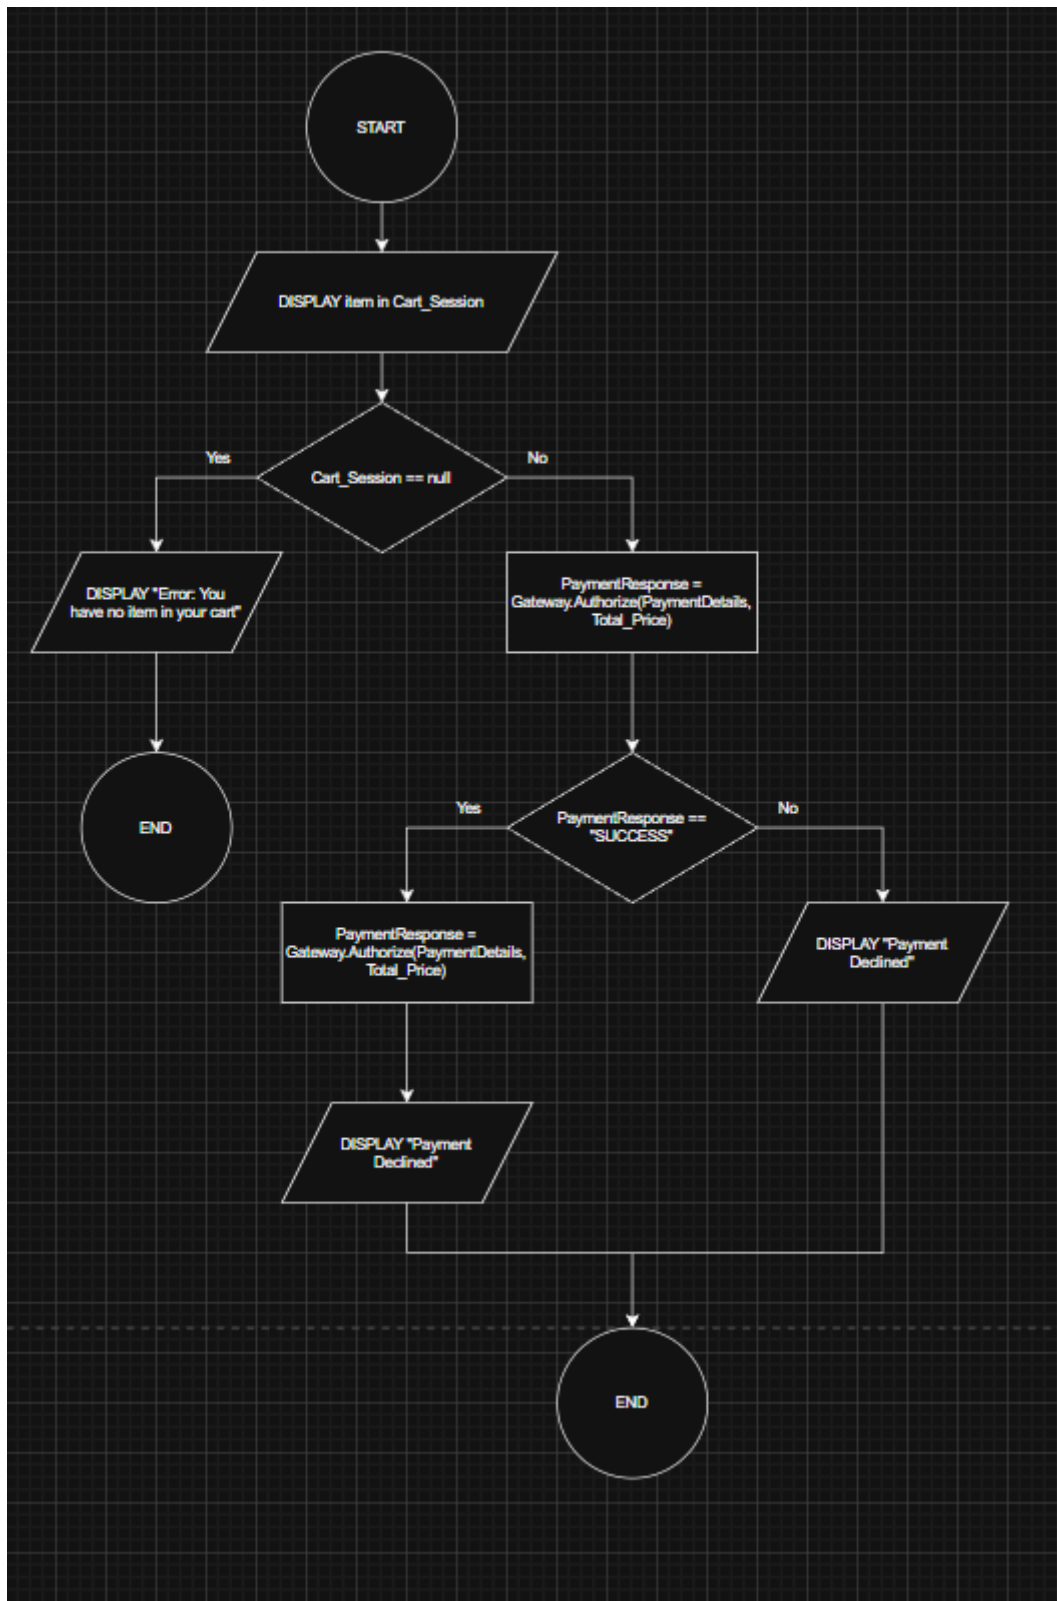 START
DISPLAY item in Cart_Session
Yes
No
Cart_Session == null
DISPLAY "Error: You
have no item in your cart"
PaymentResponse =
Gateway.Authorize(PaymentDetails,
Total_Price)
END
Yes
No
PaymentResponse ==
"SUCCESS"
PaymentResponse =
Gateway.Authorize(PaymentDetails,
Total_Price)
DISPLAY "Payment
Declined"
DISPLAY "Payment
Declined"
END